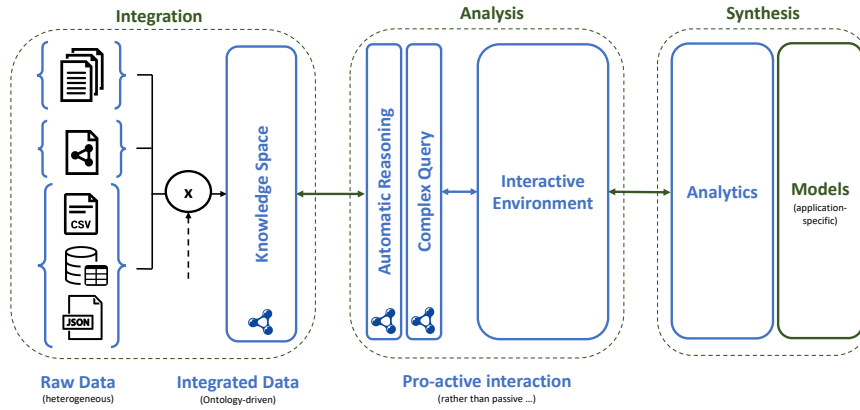 Integration
Analysis
Synthesis
CSV
JSON
x
Knowledge Space
Automatic Reasoning
Complex Query
Interactive
Environment
Analytics
Models
(application-
specific)
Raw Data
(heterogeneous)
Integrated Data
(Ontology-driven)
Pro-active interaction
(rather than passive ...)